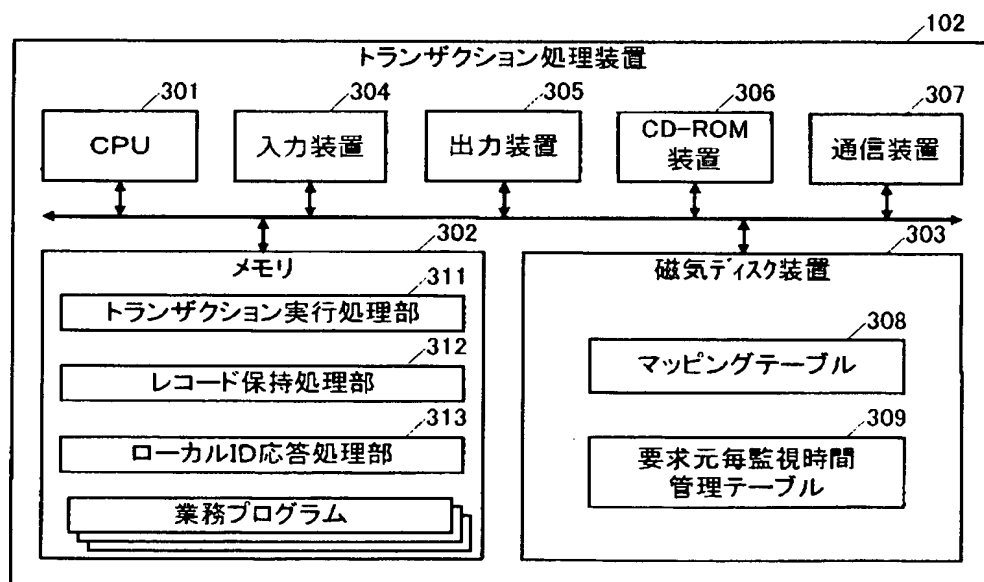 102
トランザクション処理装置
301
304
305
306
307
CPU
入力装置
出力装置
CD-ROM
装置
通信装置
302
303
メモリ
磁気ディスク装置
311
トランザクション実行処理部
312
レコード保持処理部
313
ローカルID応答処理部
業務プログラム
308
マッピングテーブル
309
要求元毎監視時間
管理テーブル